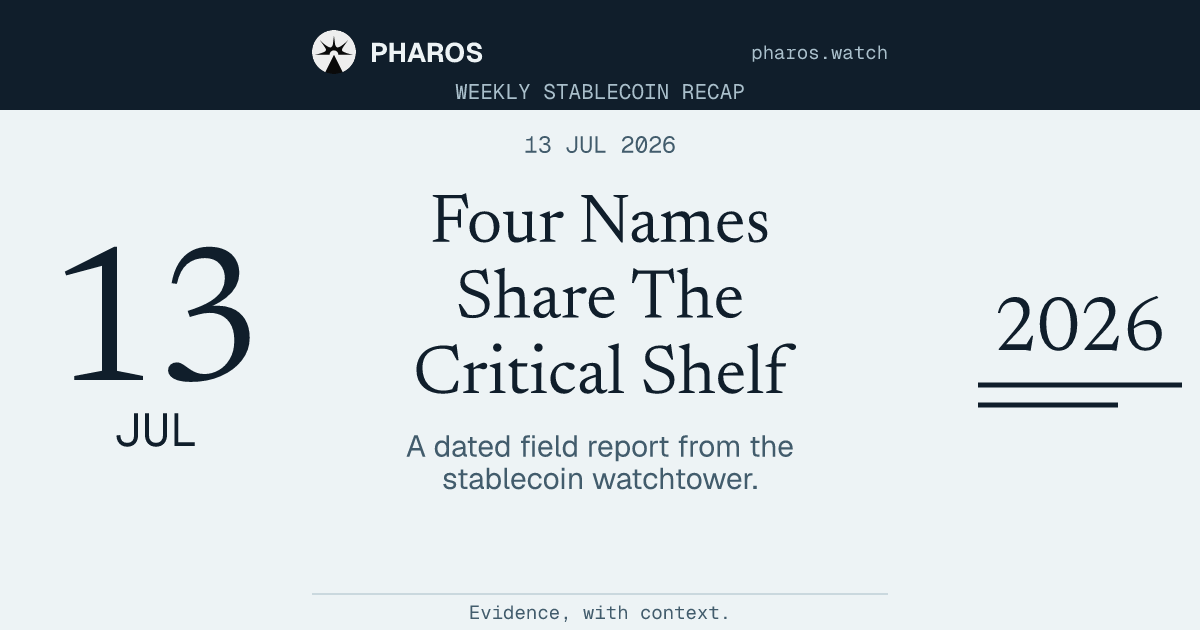 PHAROS
pharos.watch
WEEKLY STABLECOIN RECAP
13 JUL 2026
Four Names
Share The
Critical Shelf
A dated field report from the
stablecoin watchtower.
13
JUL
2026
Evidence, with context.